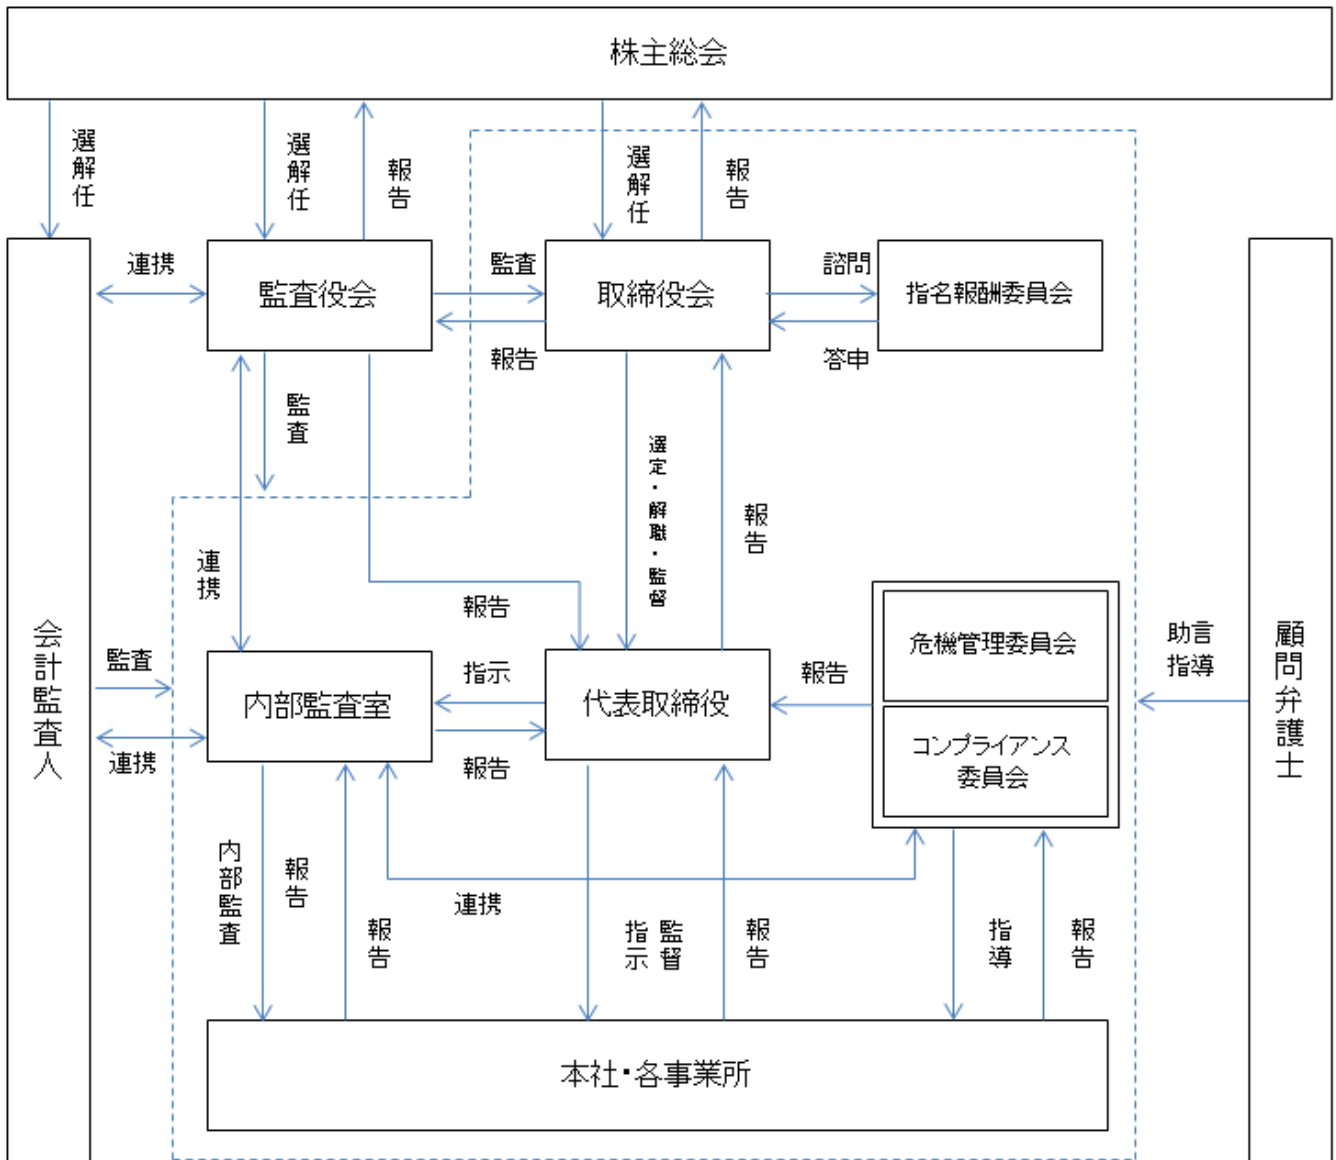 株主総会
選解任
選解任
報告
選解任
報告
連携
監査役会
監査
報告
取締役会
諮問
答申
指名報酬委員会
監査
選定・解職・監督
報告
連携
報告
会計監査人
監査
連携
内部監査室
指示
報告
代表取締役
報告
危機管理委員会
コンプライアンス
委員会
助言
指導
顧問弁護士
内部監査
報告
報告
連携
指示
監督
報告
指導
報告
本社・各事業所